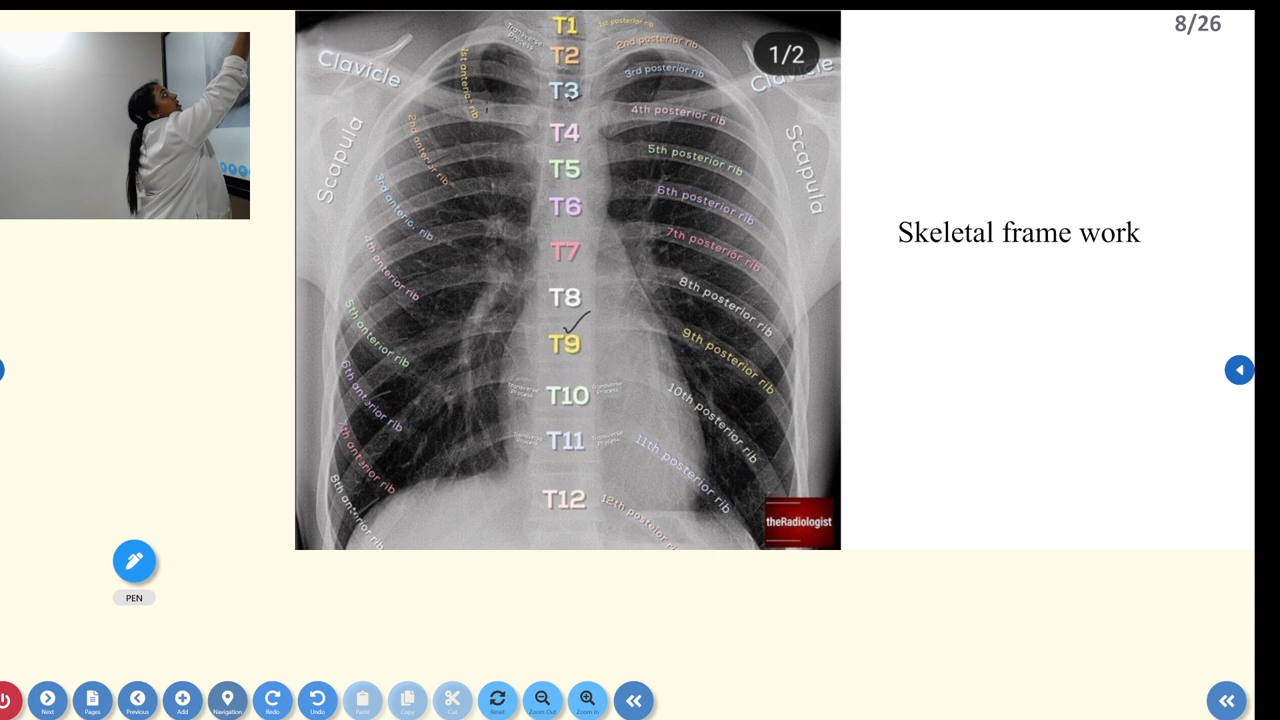 8/26
T1
1st posterior rib
Transverse
Process
T2
2nd posterior rib
1/2
Clavicle
Clavicle
1st anterior rib
T3
3rd posterior rib
4th posterior rib
2nd anterior rib
T4
Scapula
Scapula
5th posterior rib
T5
3rd anterior rib
6th posterior rib
T6
Skeletal frame work
4th anterior rib
7th posterior rib
T7
T8
8th posterior rib
5th anterior rib
T9
9th posterior rib
6th anterior rib
Transverse
Process
T10
Transverse
Process
10th posterior rib
7th anterior rib
Transverse
Process
T11
Transverse
Process
11th posterior rib
8th anterior rib
T12
12th posterior ri
theRadiologist
PEN
Next
Pages
Previous
Add
Navigation
Redo
Undo
Paste
Copy
Cut
Reset
Zoom Out
Zoom In